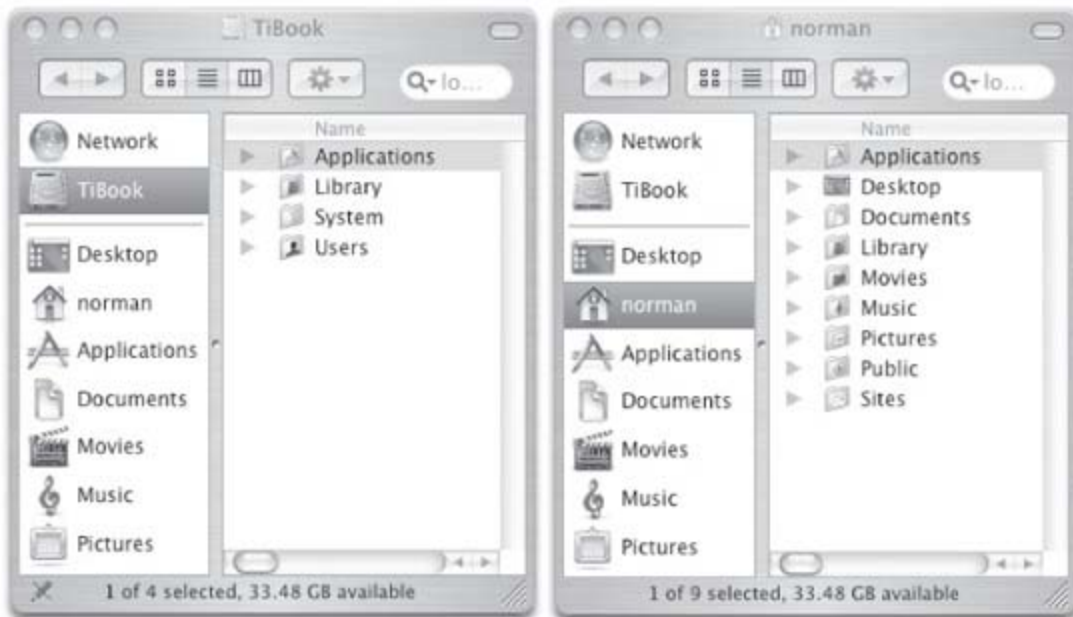 TiBook
lo...
Network
TiBook
Desktop
norman
Applications
Documents
Movies
Music
Pictures
Name
Applications
Library
System
Users
1 of 4 selected, 33.48 GB available
norman
lo...
Network
TiBook
Desktop
norman
Applications
Documents
Movies
Music
Pictures
Name
Applications
Desktop
Documents
Library
Movies
Music
Pictures
Public
Sites
1 of 9 selected, 33.48 GB available